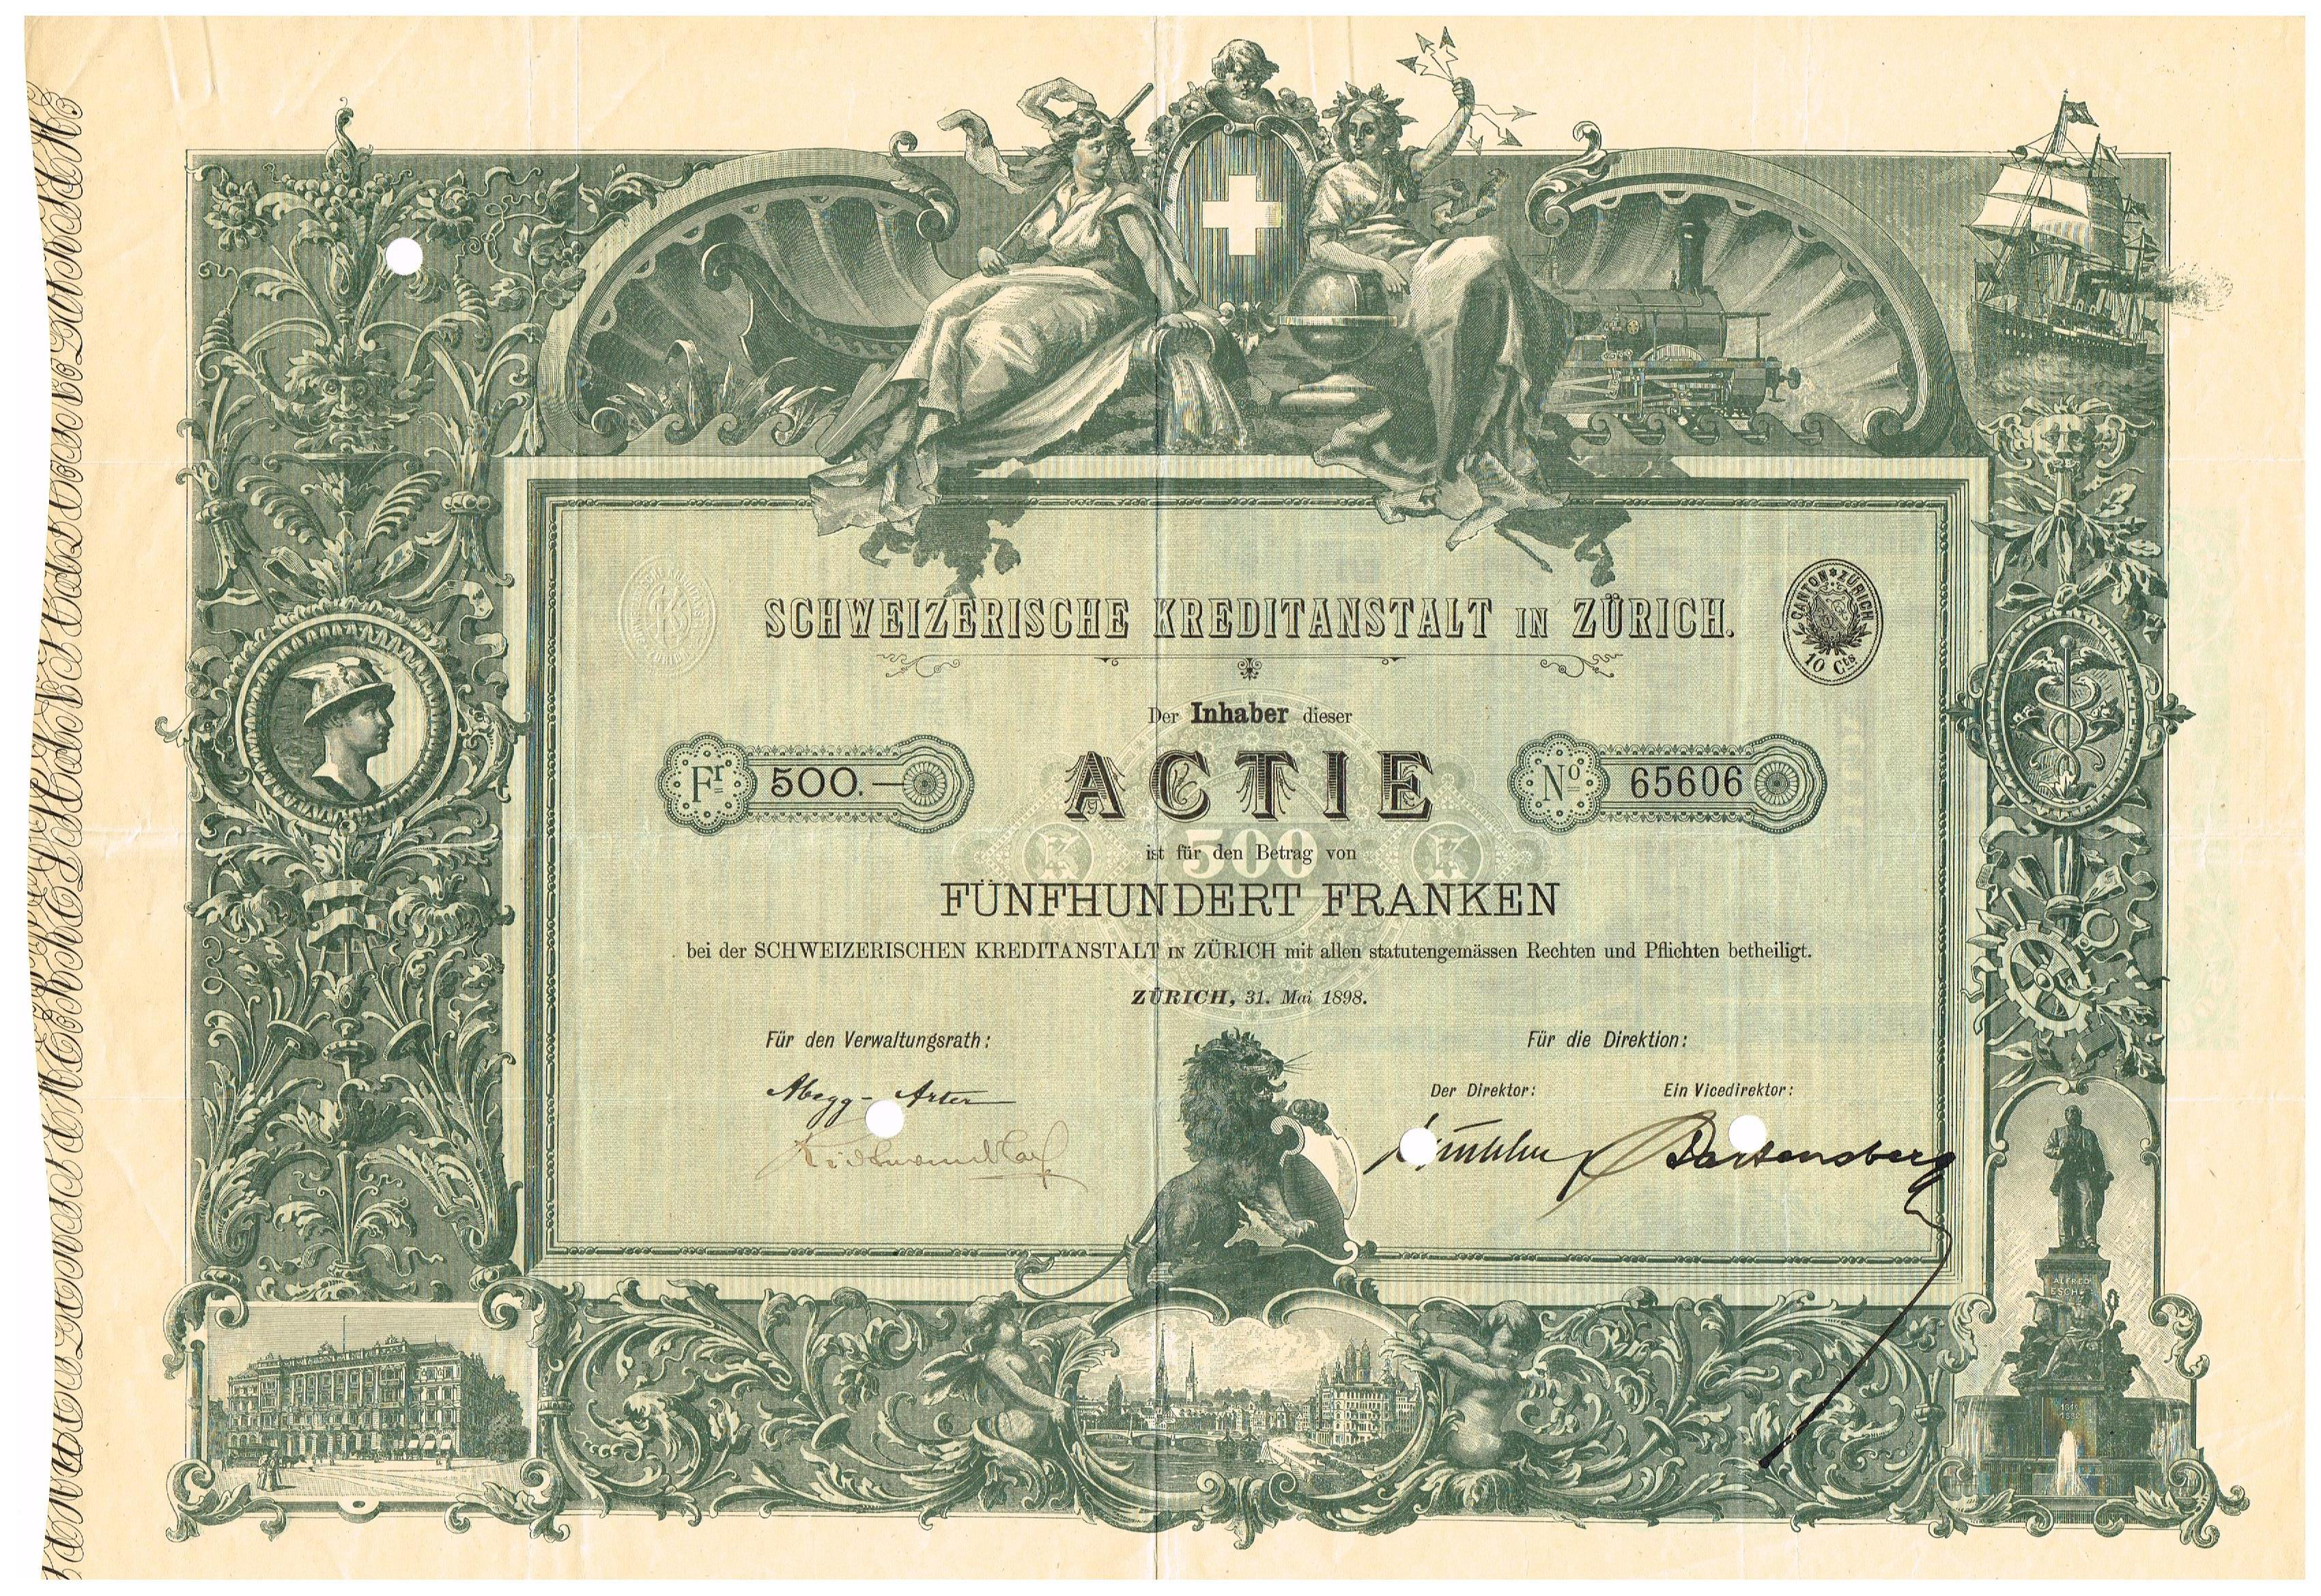 SCHWEIZERISCHE KREDITANSTALT IN ZÜRICH.
CANTON ZÜRICH
10 Cts
Der Inhaber dieser
Fr 500.—
ACTIE
No 65606
500
ist für den Betrag von
FÜNFHUNDERT FRANKEN
bei der SCHWEIZERISCHEN KREDITANSTALT IN ZÜRICH mit allen statutengemässen Rechten und Pflichten betheiligt.
ZÜRICH, 31. Mai 1898.
Für den Verwaltungsrath:
Für die Direktion:
Abegg-Arter
Der Direktor:
Ein Vicedirektor:
ALFRED
ESCHER
1819